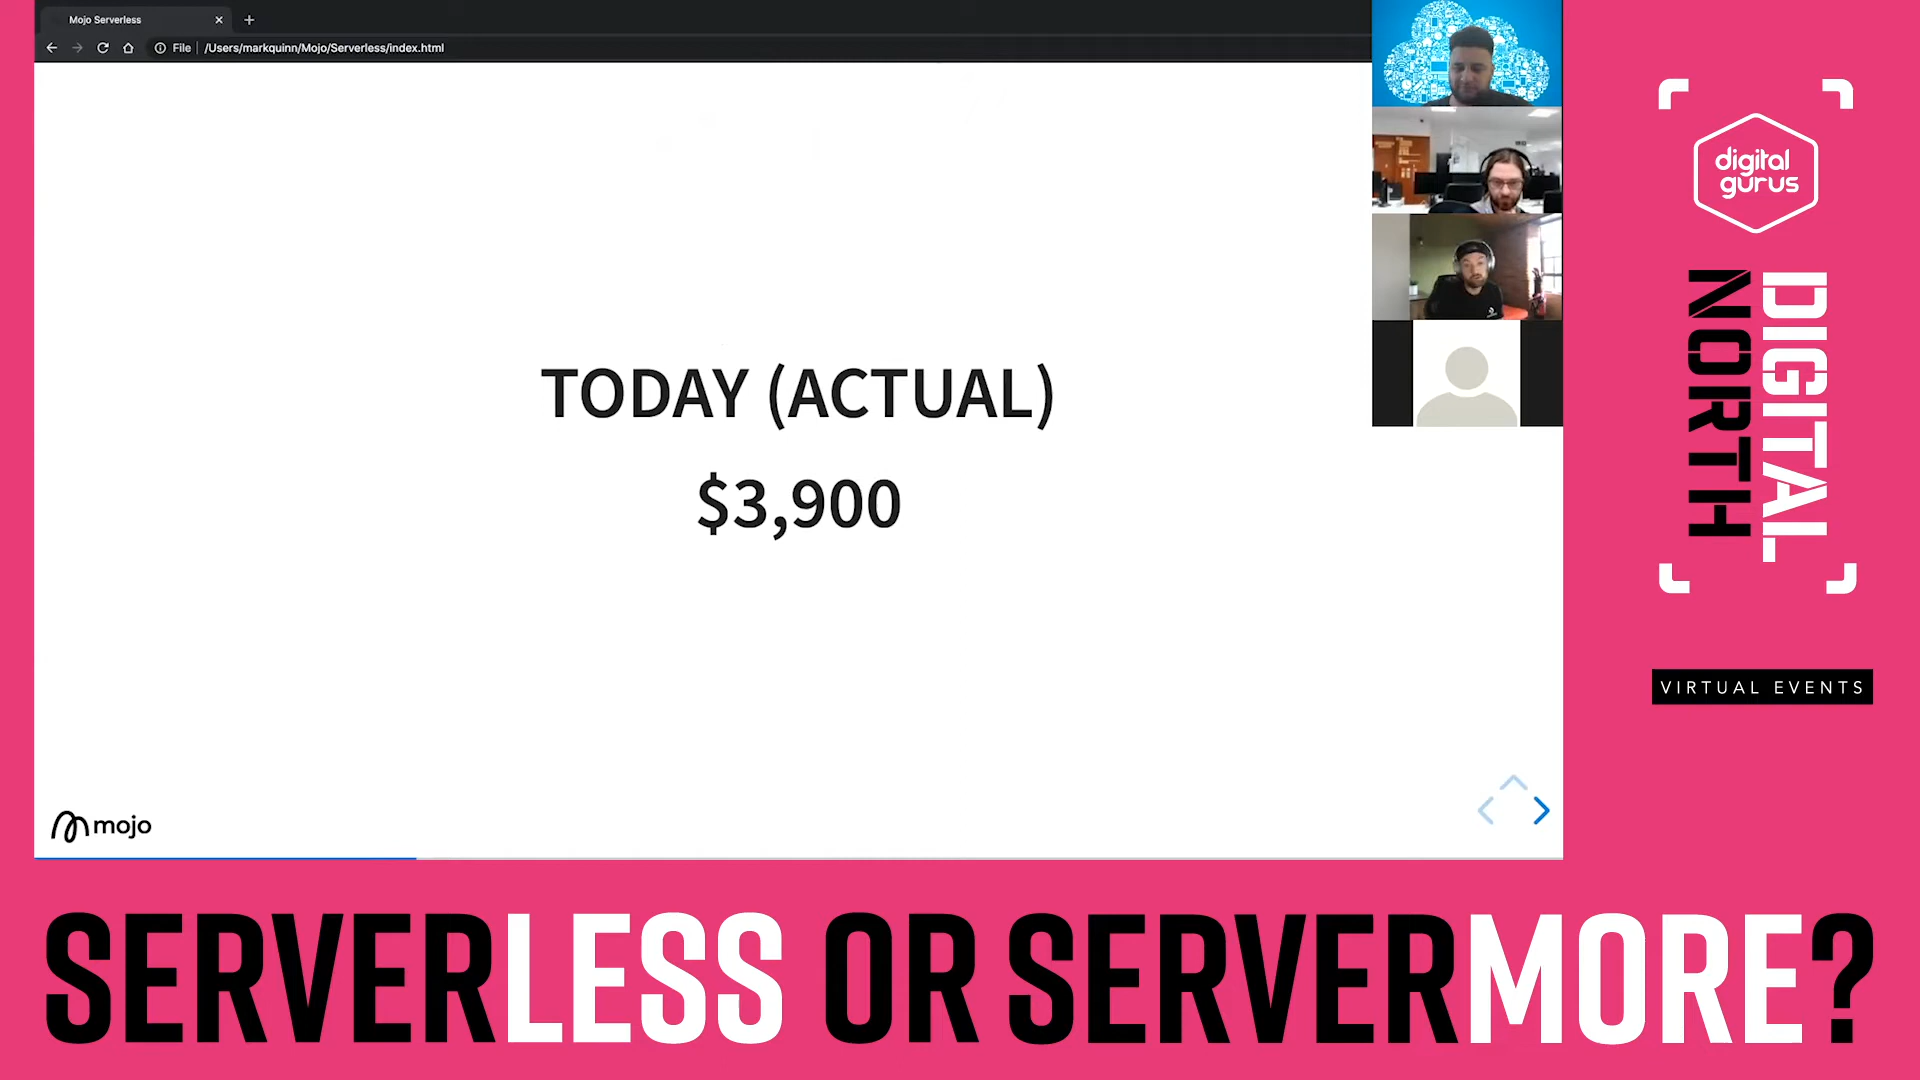 Mojo Serverless
File
/Users/markquinn/Mojo/Serverless/index.html
TODAY (ACTUAL)
$3,900
mojo
digital
gurus
DIGITAL
NORTH
VIRTUAL EVENTS
SERVERLESS OR SERVERMORE?